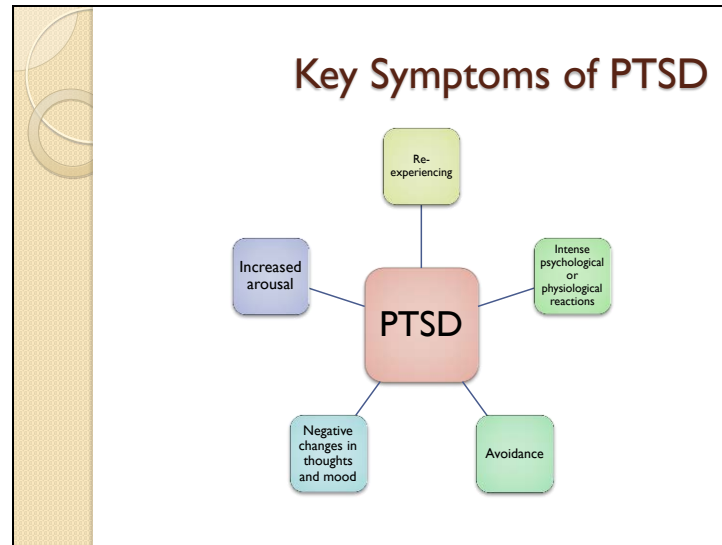 Key Symptoms of PTSD
Re-
experiencing
Increased
arousal
Intense
psychological
or
physiological
reactions
PTSD
Negative
changes in
thoughts
and mood
Avoidance